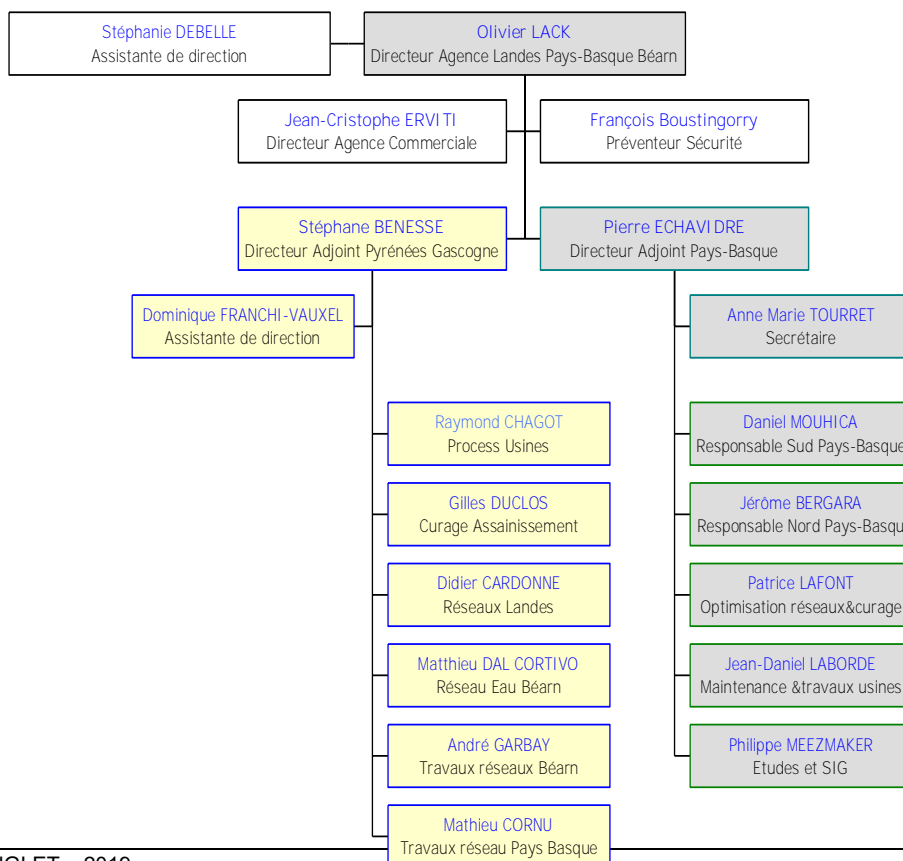 Stéphanie DEBELLE
Assistante de direction
Olivier LACK
Directeur Agence Landes Pays-Basque Béarn
Jean-Cristophe ERVITI
Directeur Agence Commerciale
François Boustingorry
Préventeur Sécurité
Stéphane BENESSE
Directeur Adjoint Pyrénées Gascogne
Pierre ECHAVIDRE
Directeur Adjoint Pays-Basque
Dominique FRANCHI-VAUXEL
Assistante de direction
Anne Marie TOURRET
Secrétaire
Raymond CHAGOT
Process Usines
Daniel MOUHICA
Responsable Sud Pays-Basque
Gilles DUCLOS
Curage Assainissement
Jérôme BERGARA
Responsable Nord Pays-Basqu
Didier CARDONNE
Réseaux Landes
Patrice LAFONT
Optimisation réseaux&curage
Matthieu DAL CORTIVO
Réseau Eau Béarn
Jean-Daniel LABORDE
Maintenance &travaux usines
André GARBAY
Travaux réseaux Béarn
Philippe MEEZMAKER
Etudes et SIG
Mathieu CORNU
Travaux réseau Pays Basque